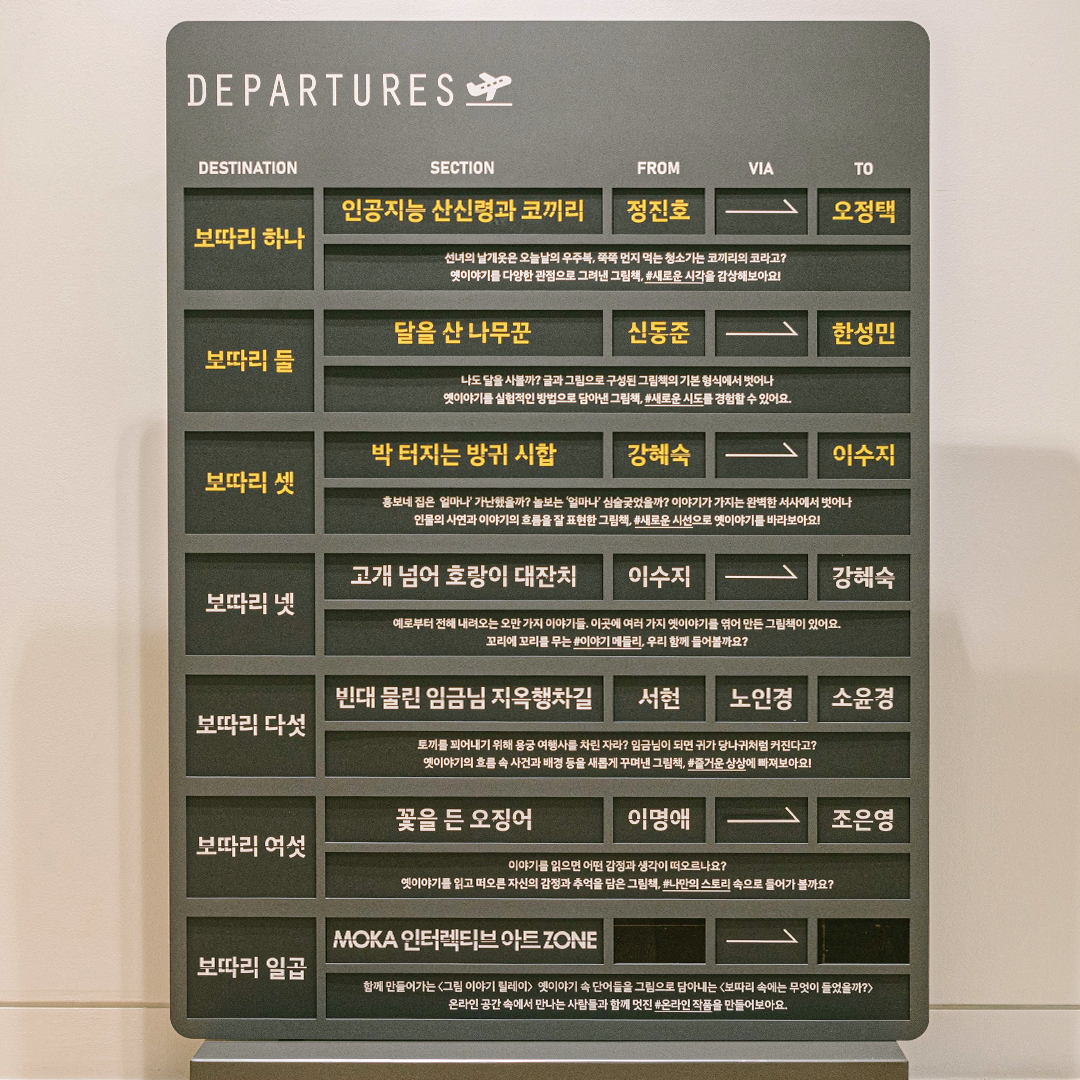 DEPARTURES
DESTINATION SECTION FROM VIA TO
보따리 하나
인공지능 산신령과 코끼리 정진호 오정택
선녀의 날개옷은 오늘날의 우주복, 쭉쭉 먼지 먹는 청소기는 코끼리의 코라고?
옛이야기를 다양한 관점으로 그려낸 그림책, #새로운 시각을 감상해보아요!
보따리 둘
달을 산 나무꾼 신동준 한성민
나도 달을 사볼까? 글과 그림으로 구성된 그림책의 기본 형식에서 벗어나
옛이야기를 실험적인 방법으로 담아낸 그림책, #새로운 시도를 경험할 수 있어요.
보따리 셋
박 터지는 방귀 시합 강혜숙 이수지
흥보네 집은 '얼마나' 가난했을까? 놀보는 '얼마나' 심술궂었을까? 이야기가 가지는 완벽한 서사에서 벗어나
인물의 사연과 이야기의 흐름을 잘 표현한 그림책, #새로운 시선으로 옛이야기를 바라보아요!
보따리 넷
고개 넘어 호랑이 대잔치 이수지 강혜숙
예로부터 전해 내려오는 오만 가지 이야기들. 이곳에 여러 가지 옛이야기를 엮어 만든 그림책이 있어요.
꼬리에 꼬리를 무는 #이야기 메들리, 우리 함께 들어볼까요?
보따리 다섯
빈대 물린 임금님 지옥행차길 서현 노인경 소윤경
토끼를 꾀어내기 위해 용궁 여행사를 차린 자라? 임금님이 되면 귀가 당나귀처럼 커진다고?
옛이야기의 흐름 속 사건과 배경 등을 새롭게 꾸며낸 그림책, #즐거운 상상에 빠져보아요!
보따리 여섯
꽃을 든 오징어 이명애 조은영
이야기를 읽으면 어떤 감정과 생각이 떠오르나요?
옛이야기를 읽고 떠오른 자신의 감정과 추억을 담은 그림책, #나만의 스토리 속으로 들어가 볼까요?
보따리 일곱
MOKA 인터렉티브 아트 ZONE
함께 만들어가는 〈그림 이야기 릴레이〉 옛이야기 속 단어들을 그림으로 담아내는 〈보따리 속에는 무엇이 들었을까?〉
온라인 공간 속에서 만나는 사람들과 함께 멋진 #온라인 작품을 만들어보아요.